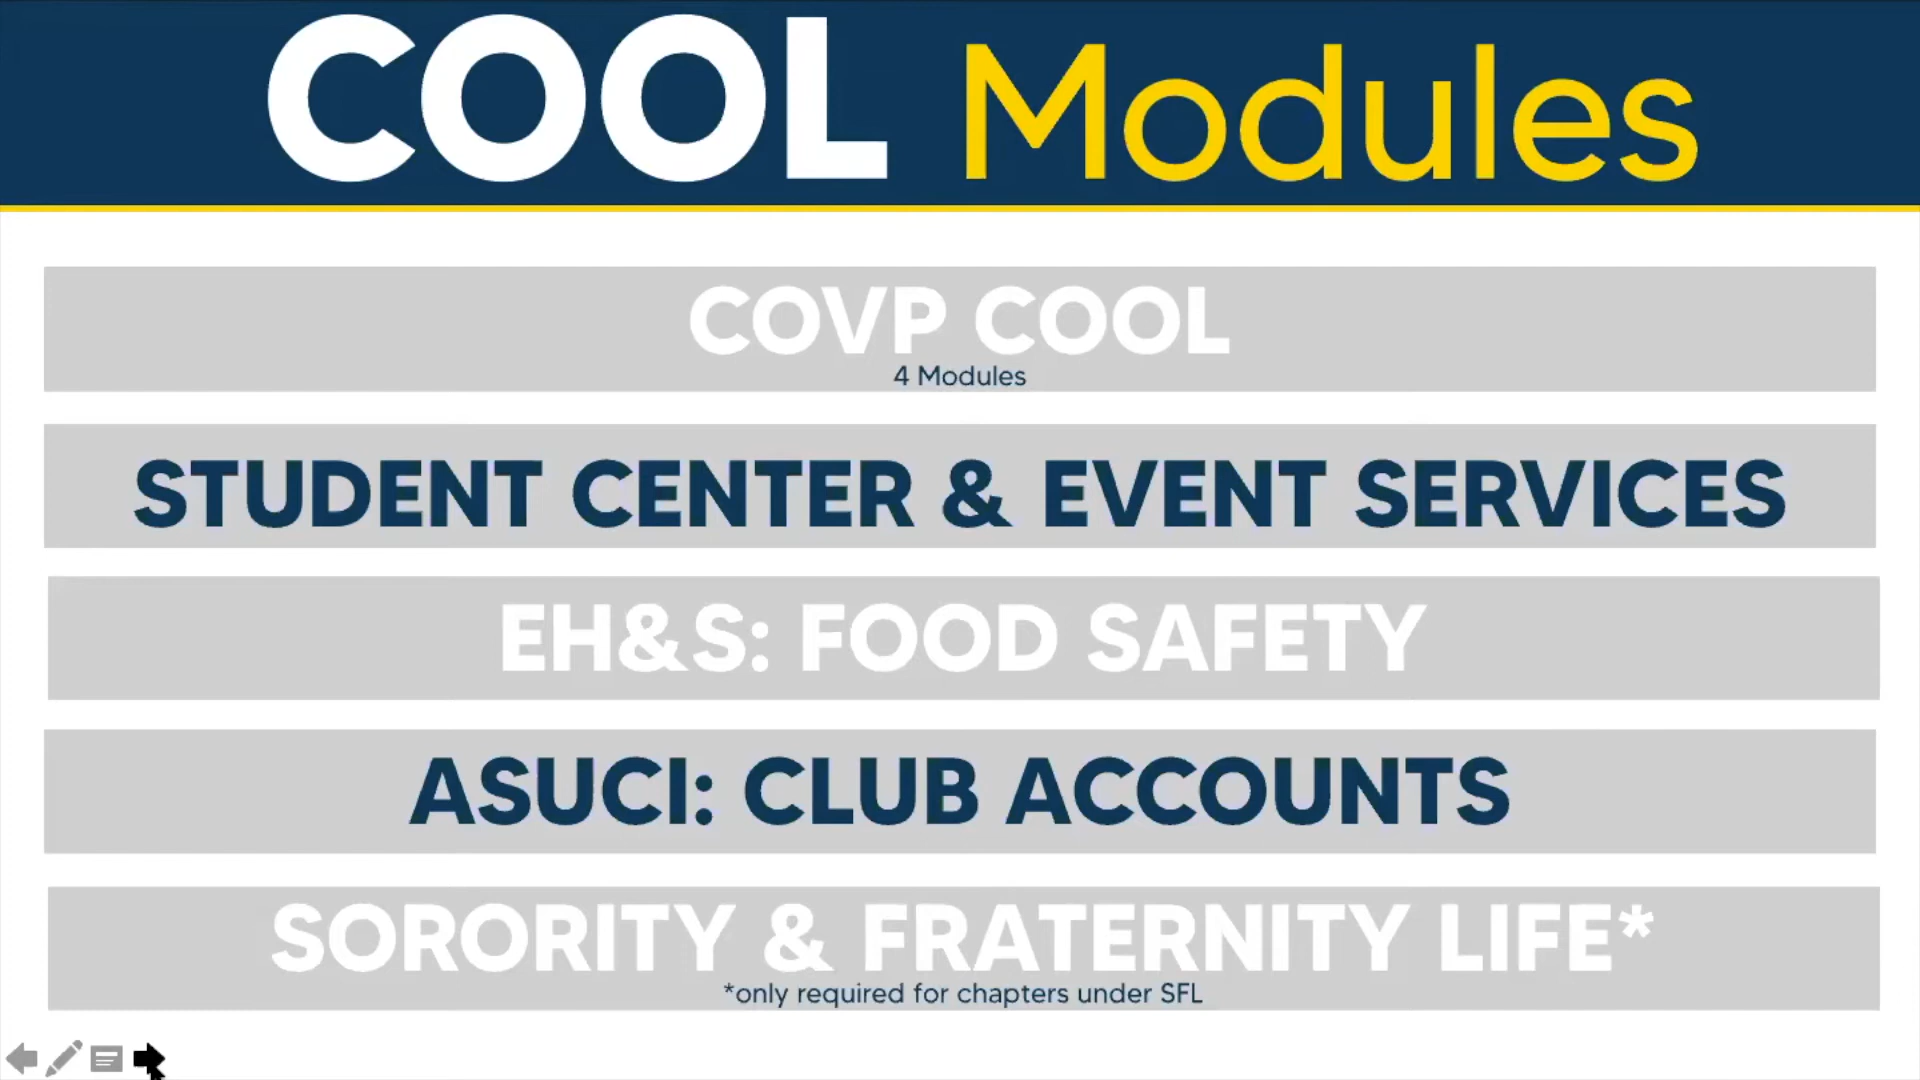 COOL Modules
COVP COOL
4 Modules
STUDENT CENTER & EVENT SERVICES
EH&S: FOOD SAFETY
ASUCI: CLUB ACCOUNTS
SORORITY & FRATERNITY LIFE*
*only required for chapters under SFL